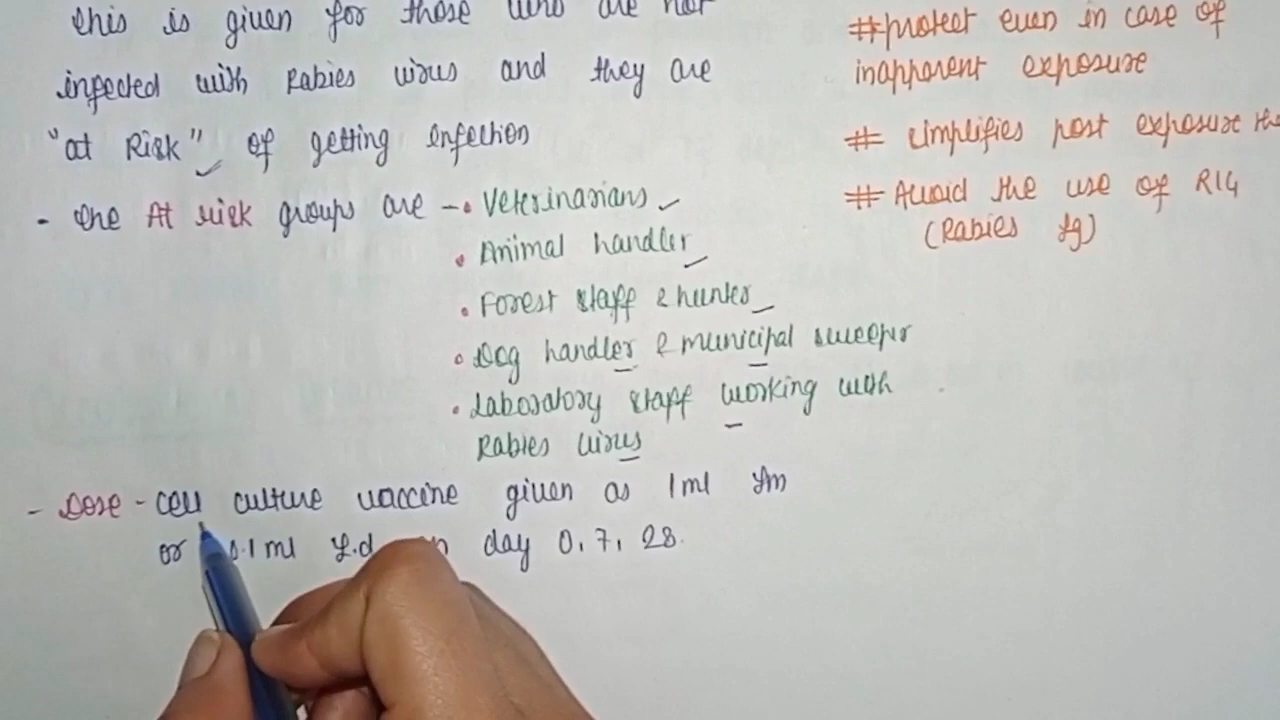 this is given for those who are not
infected with Rabies virus and they are
"at Risk" of getting infection
- The At risk groups are - • Veterinarians
• Animal handler
• Forest staff & hunter
• Dog handler & municipal sweeper
• Laboratory staff working with
Rabies virus
- Dose - cell culture vaccine given as 1ml Im
or 0.1ml I.d day 0, 7, 28.
# protect even in case of
inapparent exposure
# simplifies post exposure
# Avoid the use of RIG
(Rabies Ig)